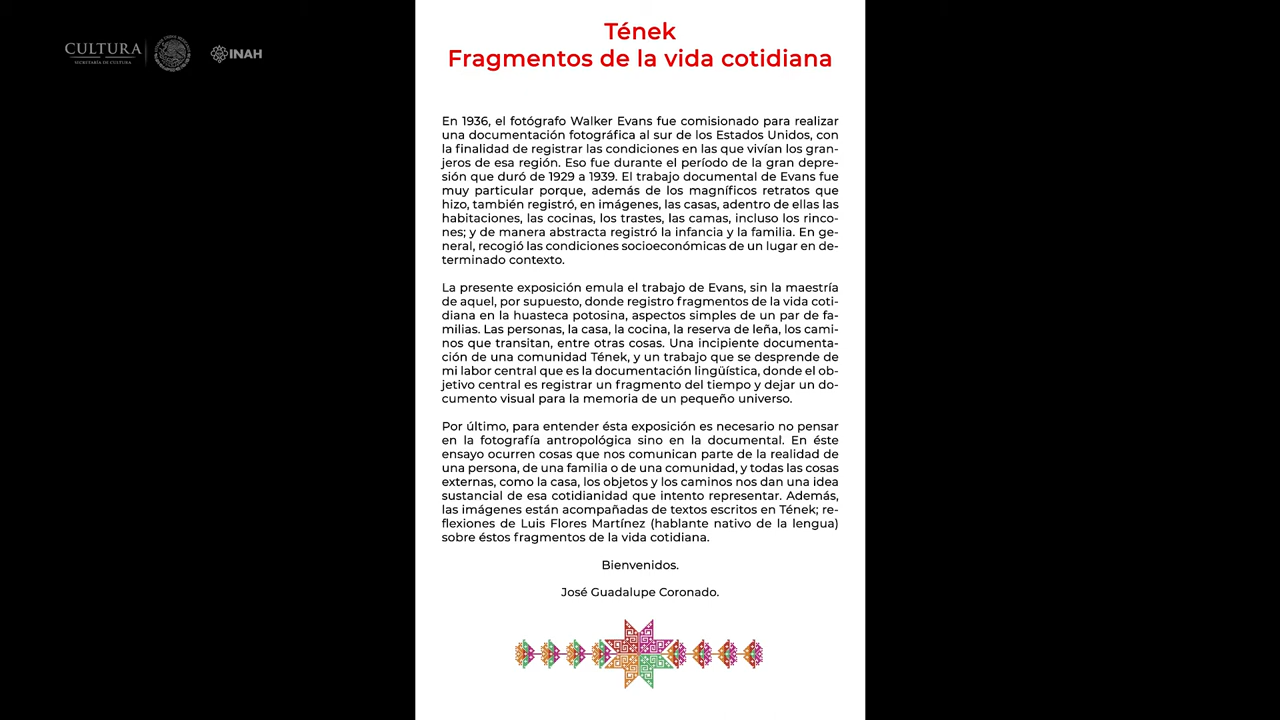 CULTURA
SECRETARÍA DE CULTURA
INAH
Tének
Fragmentos de la vida cotidiana
En 1936, el fotógrafo Walker Evans fue comisionado para realizar
una documentación fotográfica al sur de los Estados Unidos, con
la finalidad de registrar las condiciones en las que vivían los gran-
jeros de esa región. Eso fue durante el período de la gran depre-
sión que duró de 1929 a 1939. El trabajo documental de Evans fue
muy particular porque, además de los magníficos retratos que
hizo, también registró, en imágenes, las casas, adentro de ellas las
habitaciones, las cocinas, los trastes, las camas, incluso los rinco-
nes; y de manera abstracta registró la infancia y la familia. En ge-
neral, recogió las condiciones socioeconómicas de un lugar en de-
terminado contexto.
La presente exposición emula el trabajo de Evans, sin la maestría
de aquel, por supuesto, donde registro fragmentos de la vida coti-
diana en la huasteca potosina, aspectos simples de un par de fa-
milias. Las personas, la casa, la cocina, la reserva de leña, los cami-
nos que transitan, entre otras cosas. Una incipiente documenta-
ción de una comunidad Tének, y un trabajo que se desprende de
mi labor central que es la documentación lingüística, donde el ob-
jetivo central es registrar un fragmento del tiempo y dejar un do-
cumento visual para la memoria de un pequeño universo.
Por último, para entender ésta exposición es necesario no pensar
en la fotografía antropológica sino en la documental. En éste
ensayo ocurren cosas que nos comunican parte de la realidad de
una persona, de una familia o de una comunidad, y todas las cosas
externas, como la casa, los objetos y los caminos nos dan una idea
sustancial de esa cotidianidad que intento representar. Además,
las imágenes están acompañadas de textos escritos en Tének; re-
flexiones de Luis Flores Martínez (hablante nativo de la lengua)
sobre éstos fragmentos de la vida cotidiana.
Bienvenidos.
José Guadalupe Coronado.